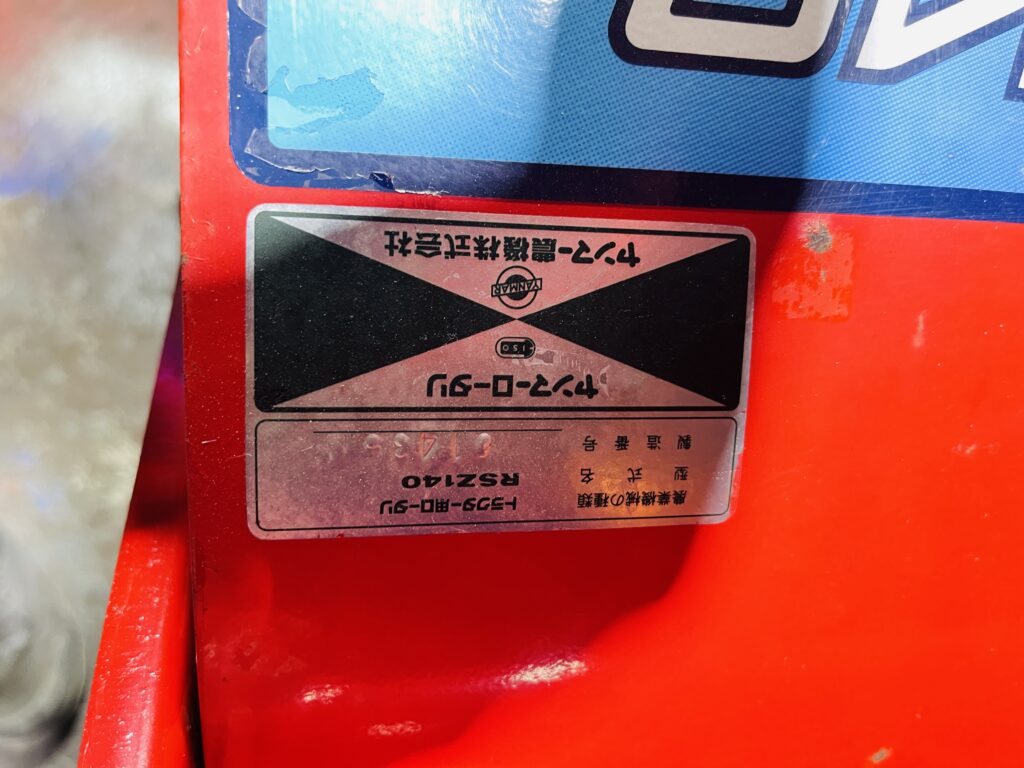 農業機械の種類 トラクター用ロータリ
型式名 RSZ140
製造番号
ヤンマーロータリ
ISO
YANMAR
ヤンマー農機株式会社